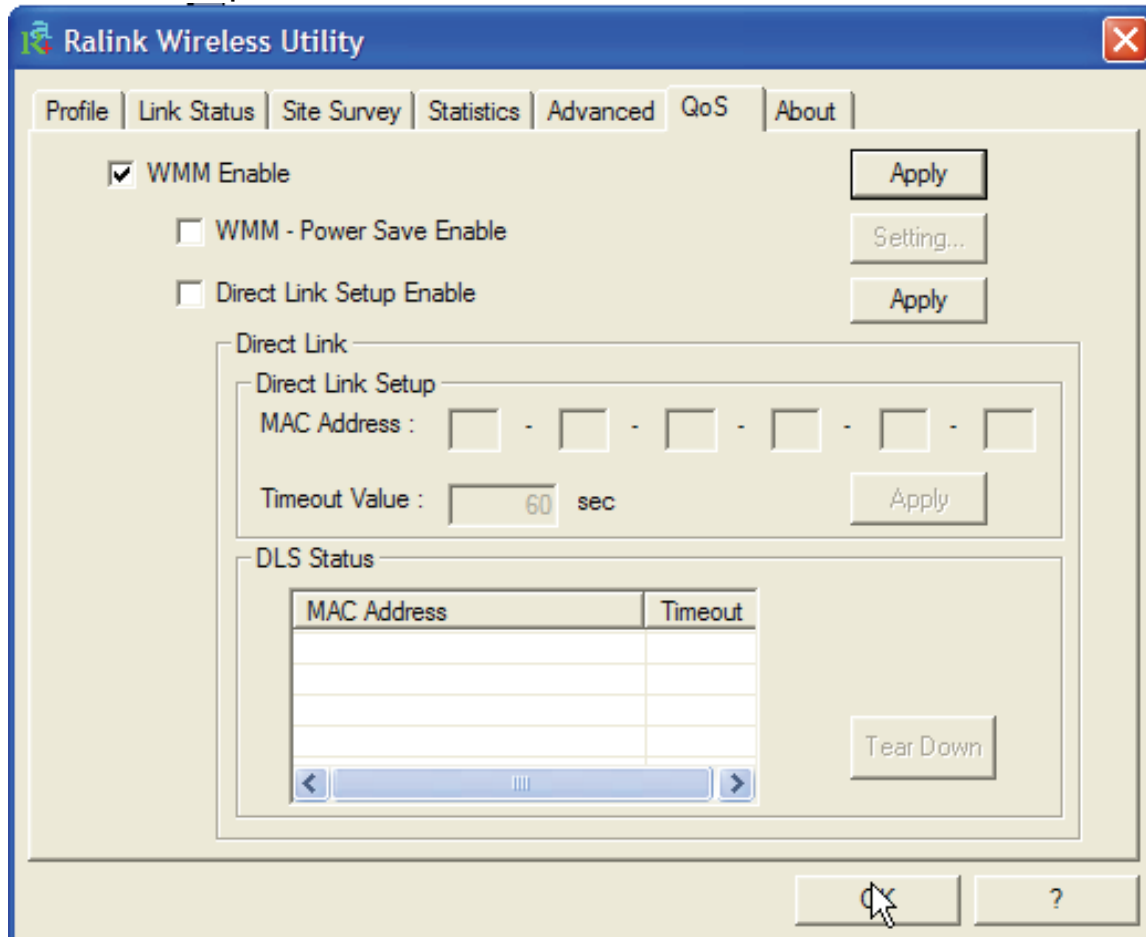 Ralink Wireless Utility
Profile Link Status Site Survey Statistics Advanced QoS About
WMM Enable Apply
WMM - Power Save Enable Setting...
Direct Link Setup Enable Apply
Direct Link
Direct Link Setup
MAC Address : - - - - -
Timeout Value : 60 sec Apply
DLS Status
MAC Address Timeout
Tear Down
OK ?